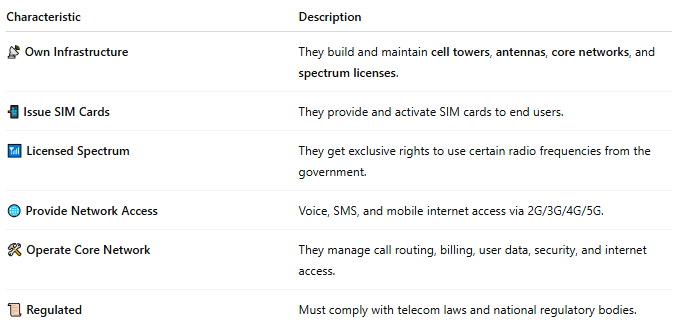 Characteristic Description
Own Infrastructure They build and maintain cell towers, antennas, core networks, and
spectrum licenses.
Issue SIM Cards They provide and activate SIM cards to end users.
Licensed Spectrum They get exclusive rights to use certain radio frequencies from the
government.
Provide Network Access Voice, SMS, and mobile internet access via 2G/3G/4G/5G.
Operate Core Network They manage call routing, billing, user data, security, and internet
access.
Regulated Must comply with telecom laws and national regulatory bodies.